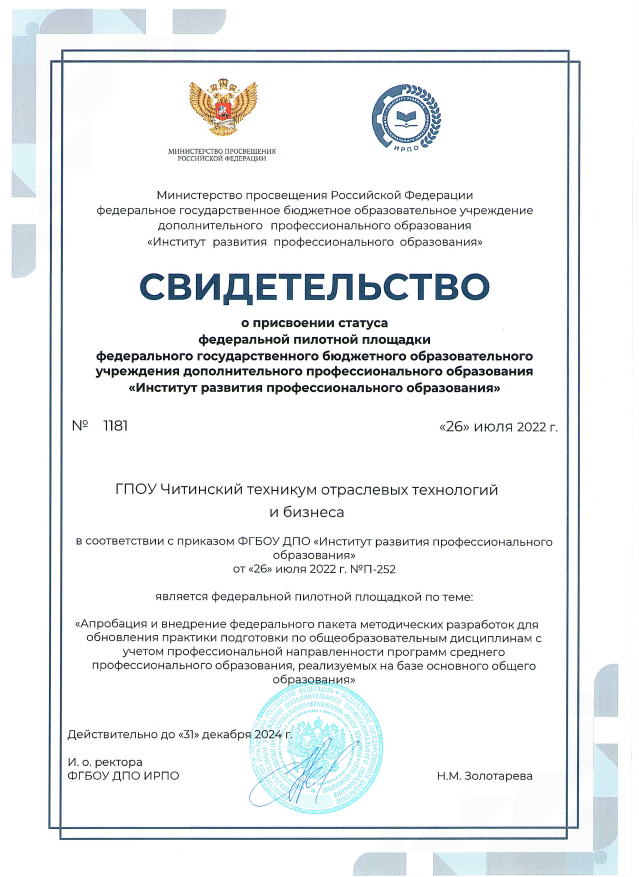 МИНИСТЕРСТВО ПРОСВЕЩЕНИЯ
РОССИЙСКОЙ ФЕДЕРАЦИИ
ИРПО
Министерство просвещения Российской Федерации
федеральное государственное бюджетное образовательное учреждение
дополнительного профессионального образования
«Институт развития профессионального образования»
СВИДЕТЕЛЬСТВО
о присвоении статуса
федеральной пилотной площадки
федерального государственного бюджетного образовательного
учреждения дополнительного профессионального образования
«Институт развития профессионального образования»
№ 1181
«26» июля 2022 г.
ГПОУ Читинский техникум отраслевых технологий
и бизнеса
в соответствии с приказом ФГБОУ ДПО «Институт развития профессионального
образования»
от «26» июля 2022 г. №П-252
является федеральной пилотной площадкой по теме:
«Апробация и внедрение федерального пакета методических разработок для
обновления практики подготовки по общеобразовательным дисциплинам с
учетом профессиональной направленности программ среднего
профессионального образования, реализуемых на базе основного общего
образования»
Действительно до «31» декабря 2024 г.
И. о. ректора
ФГБОУ ДПО ИРПО
Н.М. Золотарева